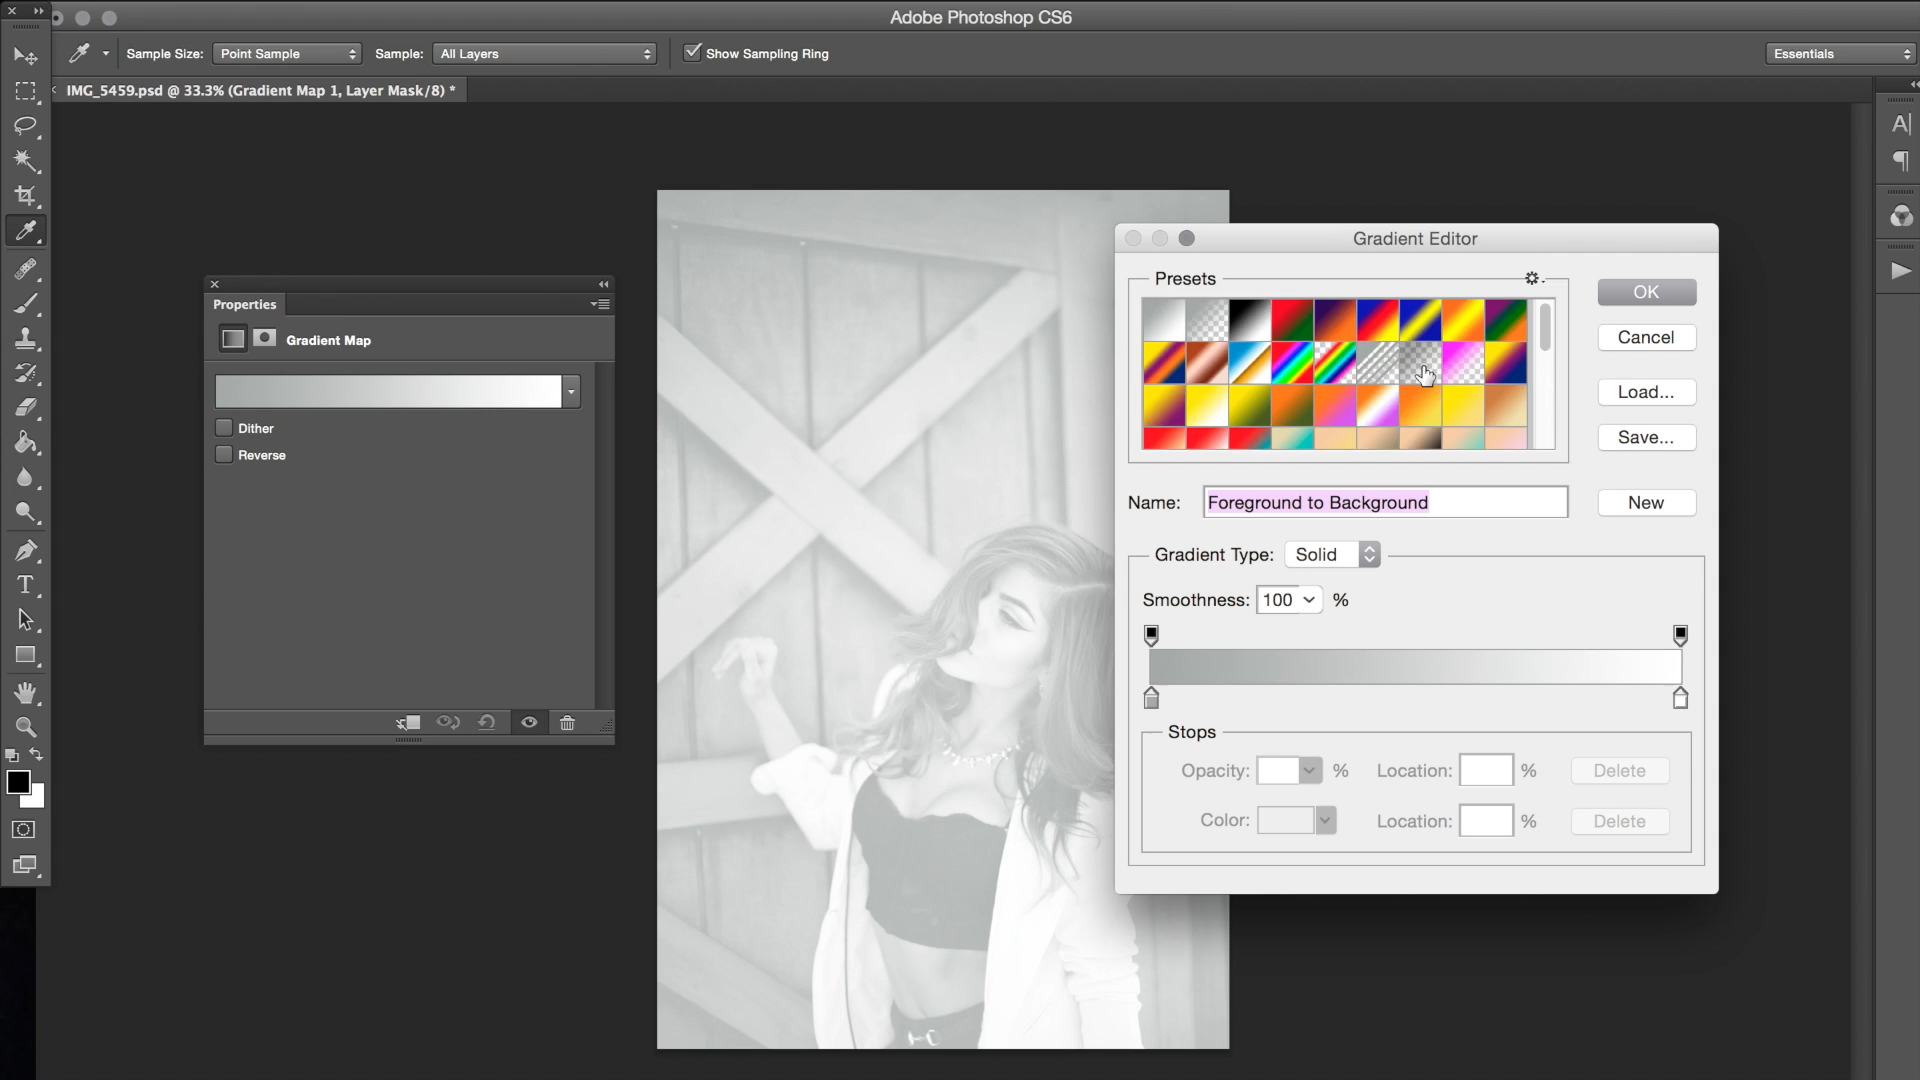 Adobe Photoshop CS6
Sample Size: Point Sample Sample: All Layers Show Sampling Ring Essentials
IMG_5459.psd @ 33.3% (Gradient Map 1, Layer Mask/8) *
Properties
Gradient Map
Dither
Reverse
Gradient Editor
Presets
OK
Cancel
Load...
Save...
Name: Foreground to Background New
Gradient Type: Solid
Smoothness: 100 %
Stops
Opacity: % Location: % Delete
Color: Location: % Delete